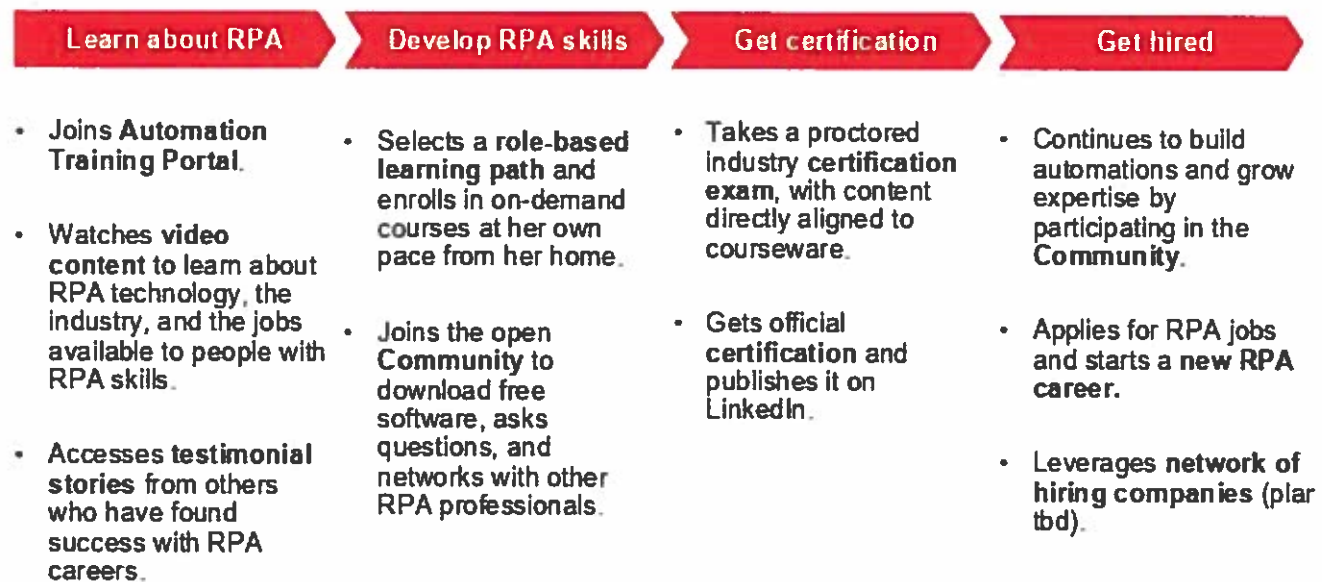 Learn about RPA
Develop RPA skills
Get certification
Get hired
• Joins Automation
Training Portal.
• Watches video
content to learn about
RPA technology, the
industry, and the jobs
available to people with
RPA skills.
• Accesses testimonial
stories from others
who have found
success with RPA
careers.
• Selects a role-based
learning path and
enrolls in on-demand
courses at her own
pace from her home.
• Joins the open
Community to
download free
software, asks
questions, and
networks with other
RPA professionals.
• Takes a proctored
industry certification
exam, with content
directly aligned to
courseware.
• Gets official
certification and
publishes it on
LinkedIn.
• Continues to build
automations and grow
expertise by
participating in the
Community.
• Applies for RPA jobs
and starts a new RPA
career.
• Leverages network of
hiring companies (plar
tbd).